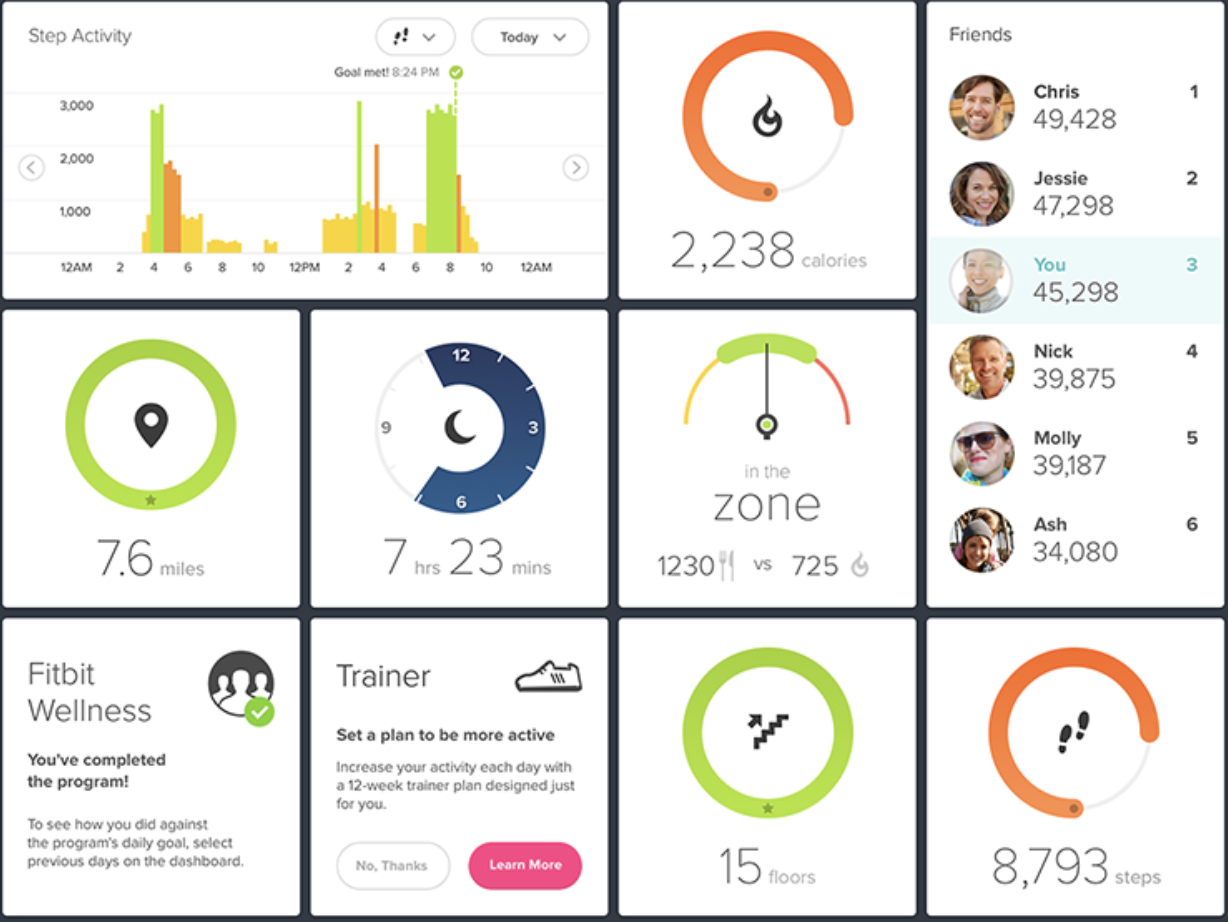 Step Activity
Today
Goal met! 8:24 PM
3,000
2,000
1,000
12AM 2 4 6 8 10 12PM 2 4 6 8 10 12AM
2,238 calories
Friends
Chris 1
49,428
Jessie 2
47,298
You 3
45,298
Nick 4
39,875
Molly 5
39,187
Ash 6
34,080
7.6 miles
12
3
6
9
7 hrs 23 mins
in the
zone
1230 vs 725
Fitbit
Wellness
You've completed
the program!
To see how you did against
the program's daily goal, select
previous days on the dashboard.
Trainer
Set a plan to be more active
Increase your activity each day with
a 12-week trainer plan designed just
for you.
No, Thanks
Learn More
15 floors
8,793 steps